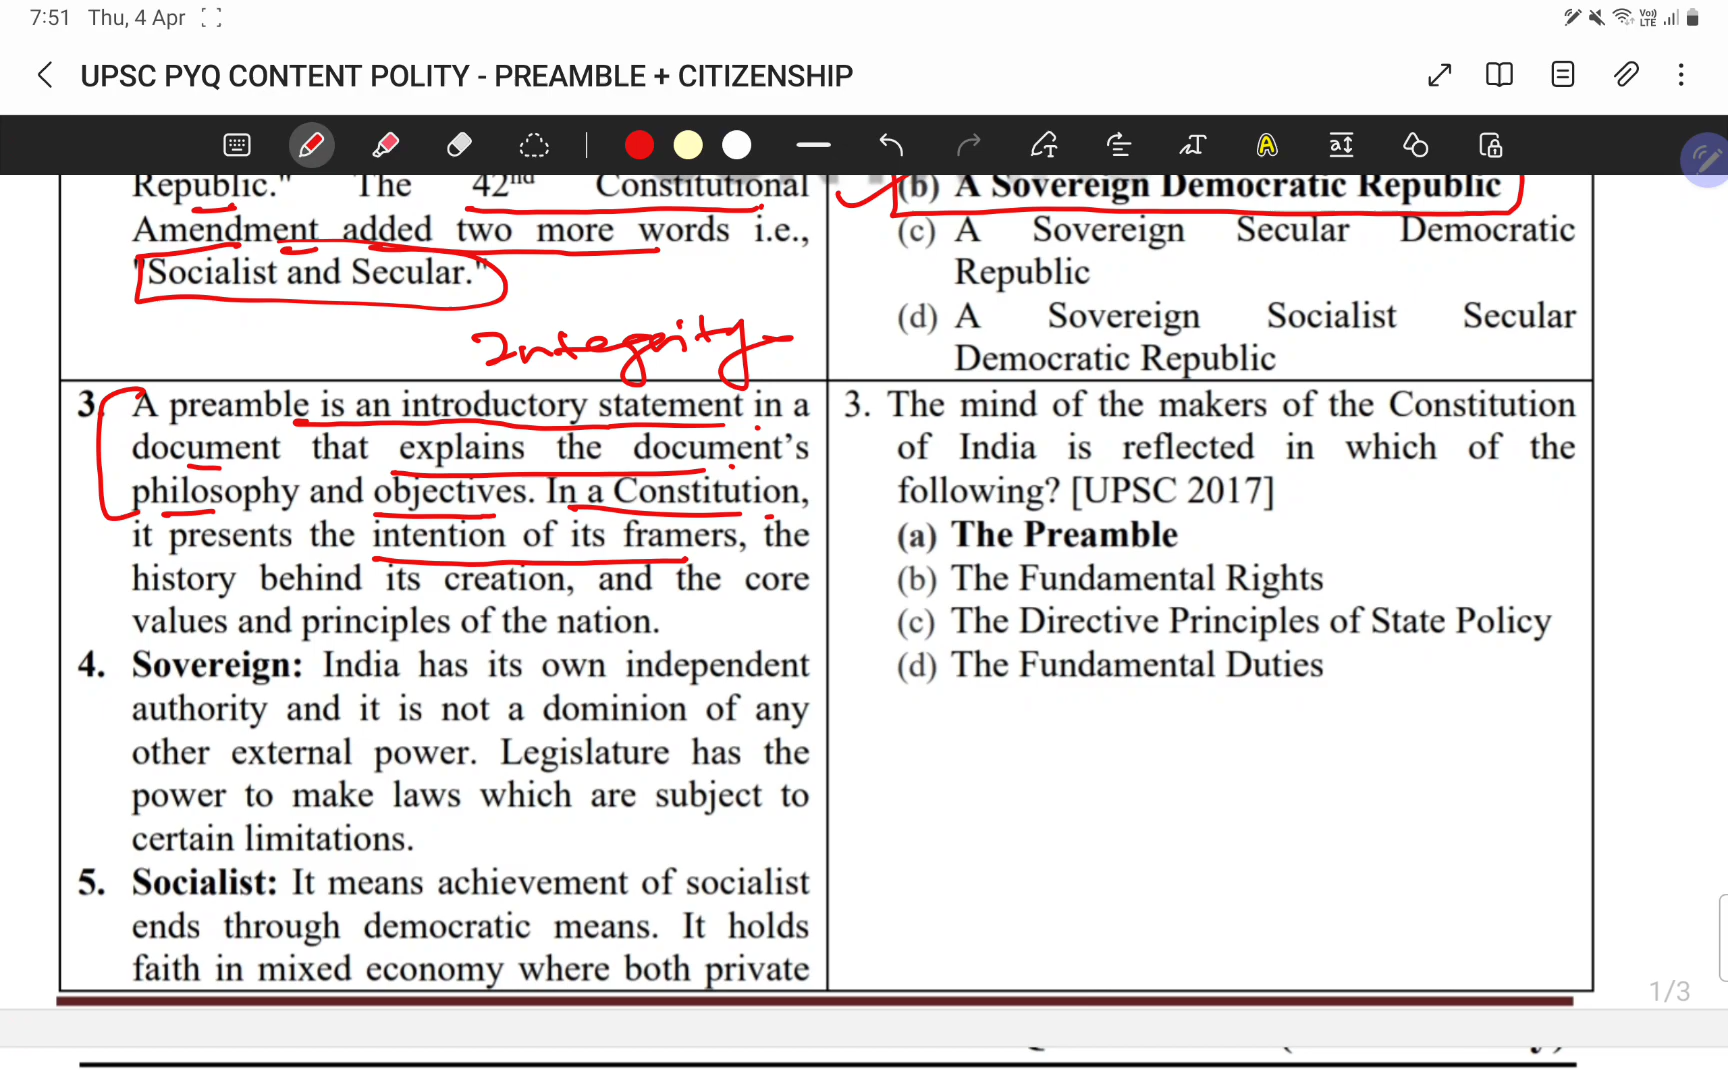 7:51 Thu, 4 Apr
Vo) LTE
UPSC PYQ CONTENT POLITY - PREAMBLE + CITIZENSHIP
Republic." The 42nd Constitutional
Amendment added two more words i.e.,
"Socialist and Secular."
Integrity
3. A preamble is an introductory statement in a
document that explains the document's
philosophy and objectives. In a Constitution,
it presents the intention of its framers, the
history behind its creation, and the core
values and principles of the nation.
4. Sovereign: India has its own independent
authority and it is not a dominion of any
other external power. Legislature has the
power to make laws which are subject to
certain limitations.
5. Socialist: It means achievement of socialist
ends through democratic means. It holds
faith in mixed economy where both private
(b) A Sovereign Democratic Republic
(c) A Sovereign Secular Democratic
Republic
(d) A Sovereign Socialist Secular
Democratic Republic
3. The mind of the makers of the Constitution
of India is reflected in which of the
following? [UPSC 2017]
(a) The Preamble
(b) The Fundamental Rights
(c) The Directive Principles of State Policy
(d) The Fundamental Duties
1/3